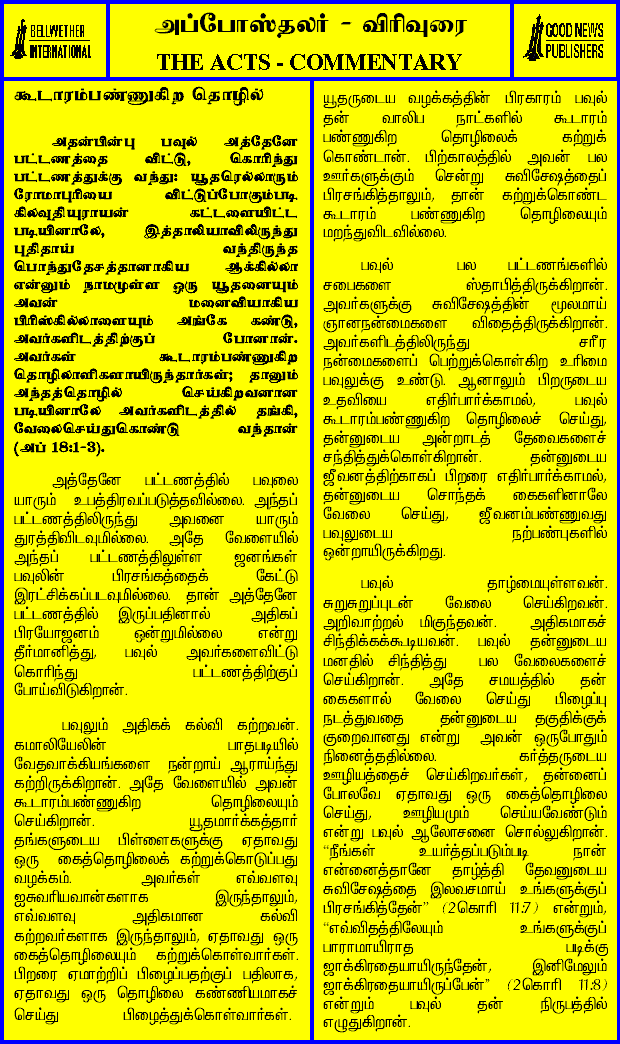 BELLWETHER
INTERNATIONAL
அப்போஸ்தலர் - விரிவுரை
THE ACTS - COMMENTARY
GOOD NEWS
PUBLISHERS
கூடாரம்பண்ணுகிற தொழில்
அதன்பின்பு பவுல் அத்தேனே
பட்டணத்தை விட்டு, கொரிந்து
பட்டணத்துக்கு வந்து: யூதரெல்லாரும்
ரோமாபுரியை விட்டுப்போகும்படி
கிலவுதியுராயன் கட்டளையிட்ட
படியினாலே, இத்தாலியாவிலிருந்து
புதிதாய் வந்திருந்த
பொந்துதேசத்தானாகிய ஆக்கில்லா
என்னும் நாமமுள்ள ஒரு யூதனையும்
அவன் மனைவியாகிய
பிரிஸ்கில்லாளையும் அங்கே கண்டு,
அவர்களிடத்திற்குப் போனான்.
அவர்கள் கூடாரம்பண்ணுகிற
தொழிலாளிகளாயிருந்தார்கள்; தானும்
அந்தத்தொழில் செய்கிறவனான
படியினாலே அவர்களிடத்தில் தங்கி,
வேலைசெய்துகொண்டு வந்தான்
(அப் 18:1-3).
அத்தேனே பட்டணத்தில் பவுலை
யாரும் உபத்திரவப்படுத்தவில்லை. அந்தப்
பட்டணத்திலிருந்து அவனை யாரும்
துரத்திவிடவுமில்லை. அதே வேளையில்
அந்தப் பட்டணத்திலுள்ள ஜனங்கள்
பவுலின் பிரசங்கத்தைக் கேட்டு
இரட்சிக்கப்படவுமில்லை. தான் அத்தேனே
பட்டணத்தில் இருப்பதினால் அதிகப்
பிரயோஜனம் ஒன்றுமில்லை என்று
தீர்மானித்து, பவுல் அவர்களைவிட்டு
கொரிந்து பட்டணத்திற்குப்
போய்விடுகிறான்.
பவுலும் அதிகக் கல்வி கற்றவன்.
கமாலியேலின் பாதபடியில்
வேதவாக்கியங்களை நன்றாய் ஆராய்ந்து
கற்றிருக்கிறான். அதே வேளையில் அவன்
கூடாரம்பண்ணுகிற தொழிலையும்
செய்கிறான். யூதமார்க்கத்தார்
தங்களுடைய பிள்ளைகளுக்கு ஏதாவது
ஒரு கைத்தொழிலைக் கற்றுக்கொடுப்பது
வழக்கம். அவர்கள் எவ்வளவு
ஐசுவரியவான்களாக இருந்தாலும்,
எவ்வளவு அதிகமான கல்வி
கற்றவர்களாக இருந்தாலும், ஏதாவது ஒரு
கைத்தொழிலையும் கற்றுக்கொள்வார்கள்.
பிறரை ஏமாற்றிப் பிழைப்பதற்குப் பதிலாக,
ஏதாவது ஒரு தொழிலை கண்ணியமாகச்
செய்து பிழைத்துக்கொள்வார்கள்.
யூதருடைய வழக்கத்தின் பிரகாரம் பவுல்
தன் வாலிப நாட்களில் கூடாரம்
பண்ணுகிற தொழிலைக் கற்றுக்
கொண்டான். பிற்காலத்தில் அவன் பல
ஊர்களுக்கும் சென்று சுவிசேஷத்தைப்
பிரசங்கித்தாலும், தான் கற்றுக்கொண்ட
கூடாரம் பண்ணுகிற தொழிலையும்
மறந்துவிடவில்லை.
பவுல் பல பட்டணங்களில்
சபைகளை ஸ்தாபித்திருக்கிறான்.
அவர்களுக்கு சுவிசேஷத்தின் மூலமாய்
ஞானநன்மைகளை விதைத்திருக்கிறான்.
அவர்களிடத்திலிருந்து சரீர
நன்மைகளைப் பெற்றுக்கொள்கிற உரிமை
பவுலுக்கு உண்டு. ஆனாலும் பிறருடைய
உதவியை எதிர்பார்க்காமல், பவுல்
கூடாரம்பண்ணுகிற தொழிலைச் செய்து,
தன்னுடைய அன்றாடத் தேவைகளைச்
சந்தித்துக்கொள்கிறான். தன்னுடைய
ஜீவனத்திற்காகப் பிறரை எதிர்பார்க்காமல்,
தன்னுடைய சொந்தக் கைகளினாலே
வேலை செய்து, ஜீவனம்பண்ணுவது
பவுலுடைய நற்பண்புகளில்
ஒன்றாயிருக்கிறது.
பவுல் தாழ்மையுள்ளவன்.
சுறுசுறுப்புடன் வேலை செய்கிறவன்.
அறிவாற்றல் மிகுந்தவன். அதிகமாகச்
சிந்திக்கக்கூடியவன். பவுல் தன்னுடைய
மனதில் சிந்தித்து பல வேலைகளைச்
செய்கிறான். அதே சமயத்தில் தன்
கைகளால் வேலை செய்து பிழைப்பு
நடத்துவதை தன்னுடைய தகுதிக்குக்
குறைவானது என்று அவன் ஒருபோதும்
நினைத்ததில்லை. கர்த்தருடைய
ஊழியத்தைச் செய்கிறவர்கள், தன்னைப்
போலவே ஏதாவது ஒரு கைத்தொழிலை
செய்து, ஊழியமும் செய்யவேண்டும்
என்று பவுல் ஆலோசனை சொல்லுகிறான்.
“நீங்கள் உயர்த்தப்படும்படி நான்
என்னைத்தானே தாழ்த்தி தேவனுடைய
சுவிசேஷத்தை இலவசமாய் உங்களுக்குப்
பிரசங்கித்தேன்” (2கொரி 11:7) என்றும்,
“எவ்விதத்திலேயும் உங்களுக்குப்
பாரமாயிராத படிக்கு
ஜாக்கிரதையாயிருந்தேன், இனிமேலும்
ஜாக்கிரதையாயிருப்பேன்” (2கொரி 11:8)
என்றும் பவுல் தன் நிருபத்தில்
எழுதுகிறான்.